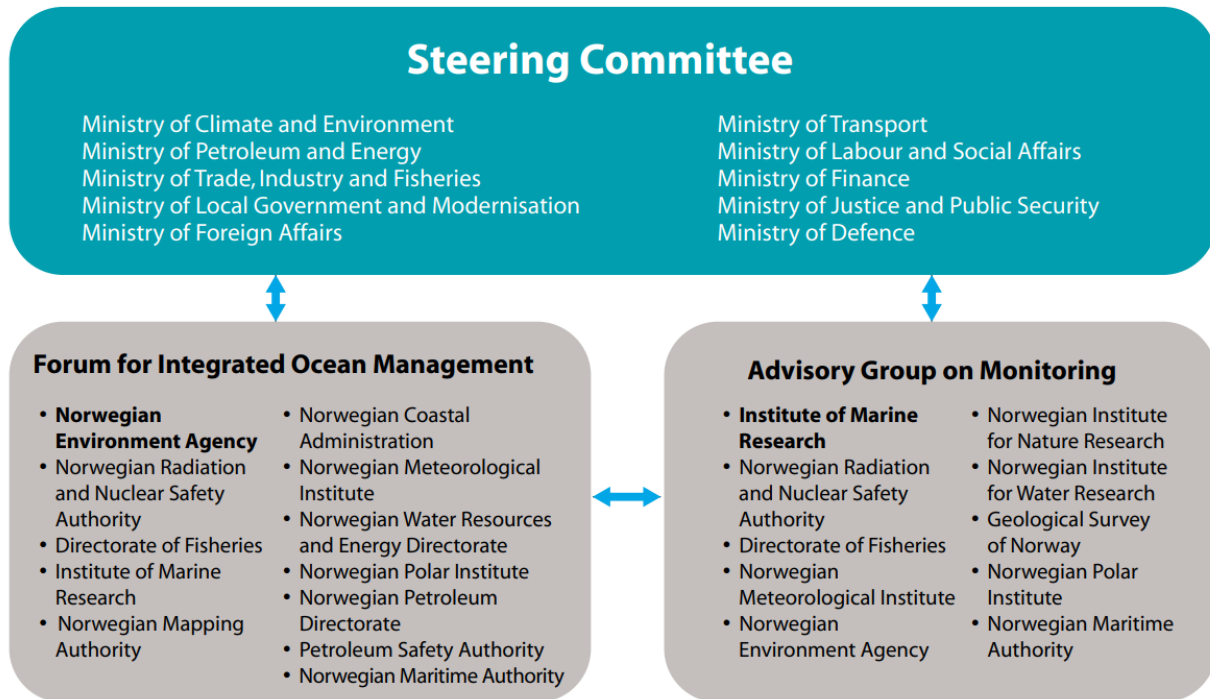 Steering Committee
Ministry of Climate and Environment
Ministry of Petroleum and Energy
Ministry of Trade, Industry and Fisheries
Ministry of Local Government and Modernisation
Ministry of Foreign Affairs
Ministry of Transport
Ministry of Labour and Social Affairs
Ministry of Finance
Ministry of Justice and Public Security
Ministry of Defence
Forum for Integrated Ocean Management
• Norwegian
Environment Agency
• Norwegian Radiation
and Nuclear Safety
Authority
• Directorate of Fisheries
• Institute of Marine
Research
• Norwegian Mapping
Authority
• Norwegian Coastal
Administration
• Norwegian Meteorological
Institute
• Norwegian Water Resources
and Energy Directorate
• Norwegian Polar Institute
• Norwegian Petroleum
Directorate
• Petroleum Safety Authority
• Norwegian Maritime Authority
Advisory Group on Monitoring
• Institute of Marine
Research
• Norwegian Radiation
and Nuclear Safety
Authority
• Directorate of Fisheries
• Norwegian
Meteorological Institute
• Norwegian
Environment Agency
• Norwegian Institute
for Nature Research
• Norwegian Institute
for Water Research
• Geological Survey
of Norway
• Norwegian Polar
Institute
• Norwegian Maritime
Authority